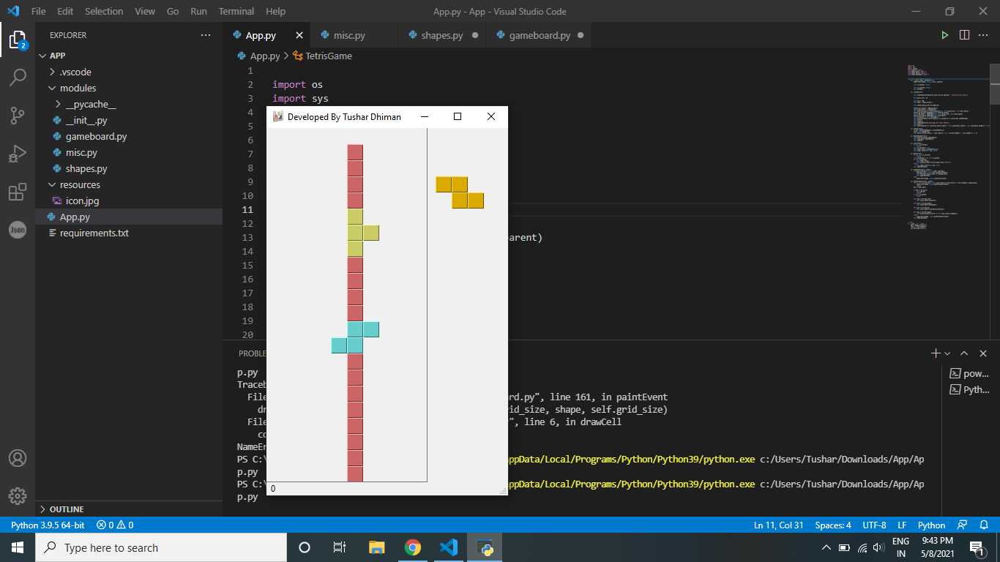 File Edit Selection View Go Run Terminal Help
App.py - App - Visual Studio Code
EXPLORER
2
APP
.vscode
modules
__pycache__
__init__.py
gameboard.py
misc.py
shapes.py
resources
icon.jpg
App.py
requirements.txt
Json
OUTLINE
App.py misc.py shapes.py gameboard.py
App.py > TetrisGame
1
2 import os
3 import sys
4
5
6
7
8
9
10
11
12
13 arent)
14
15
16
17
18
19
20
Developed By Tushar Dhiman
0
PROBLE
p.py
Traceb
File rd.py", line 161, in paintEvent
dr id_size, shape, self.grid_size)
File ", line 6, in drawCell
co
NameEr
PS C:\ ppData/Local/Programs/Python/Python39/python.exe c:/Users/Tushar/Downloads/App/Ap
p.py
PS C:\ ppData/Local/Programs/Python/Python39/python.exe c:/Users/Tushar/Downloads/App/Ap
p.py
pow...
Pyth...
Python 3.9.5 64-bit 0 0
Ln 11, Col 31 Spaces: 4 UTF-8 LF Python
Type here to search
ENG
IN
9:43 PM
5/8/2021
1